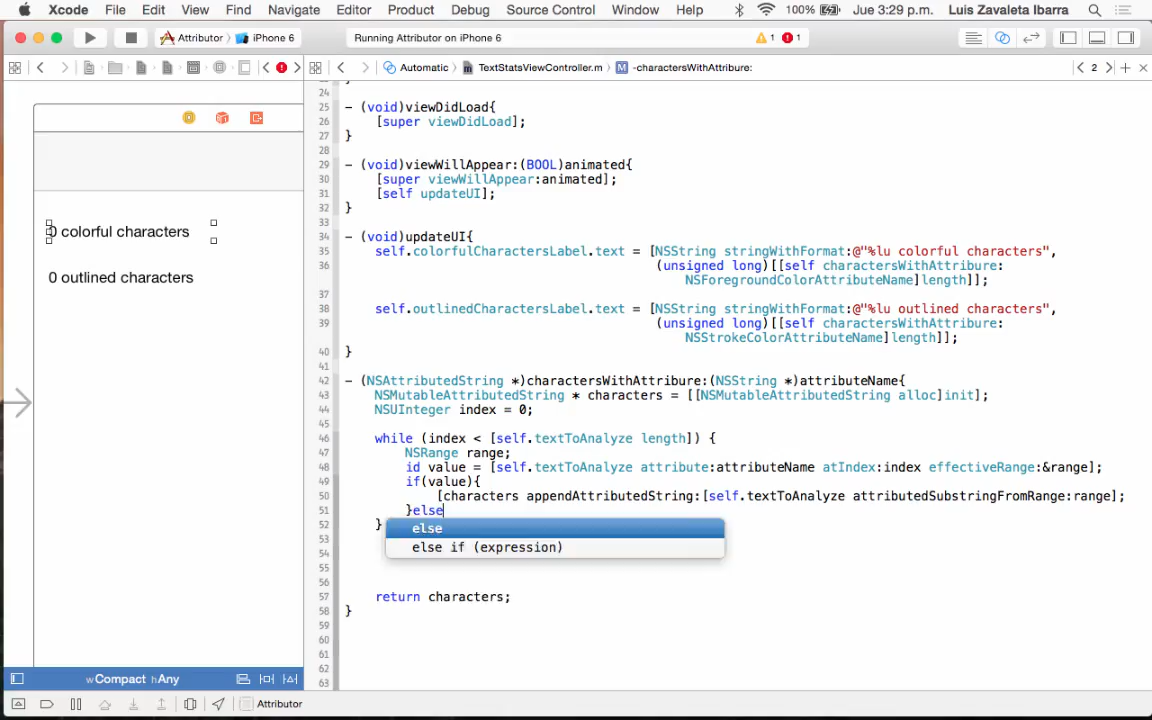 Xcode File Edit View Find Navigate Editor Product Debug Source Control Window Help 100% Jue 3:29 p.m. Luis Zavaleta Ibarra
Attributor iPhone 6 Running Attributor on iPhone 6 1 1
Automatic TextStatsViewController.m M -charactersWithAttribure: 2
0 colorful characters
0 outlined characters
24
25 - (void)viewDidLoad{
26 [super viewDidLoad];
27 }
28
29 - (void)viewWillAppear:(BOOL)animated{
30 [super viewWillAppear:animated];
31 [self updateUI];
32 }
33
34 - (void)updateUI{
35 self.colorfulCharactersLabel.text = [NSString stringWithFormat:@"%lu colorful characters",
36 (unsigned long)[[self charactersWithAttribure:
NSForegroundColorAttributeName]length]];
37
38 self.outlinedCharactersLabel.text = [NSString stringWithFormat:@"%lu outlined characters",
39 (unsigned long)[[self charactersWithAttribure:
NSStrokeColorAttributeName]length]];
40 }
41
42 - (NSAttributedString *)charactersWithAttribure:(NSString *)attributeName{
43 NSMutableAttributedString * characters = [[NSMutableAttributedString alloc]init];
44 NSUInteger index = 0;
45
46 while (index < [self.textToAnalyze length]) {
47 NSRange range;
48 id value = [self.textToAnalyze attribute:attributeName atIndex:index effectiveRange:&range];
49 if(value){
50 [characters appendAttributedString:[self.textToAnalyze attributedSubstringFromRange:range];
51 }else
52 }
else
53
else if (expression)
54
55
56
57 return characters;
58 }
59
60
61
62
63
wCompact hAny
Attributor